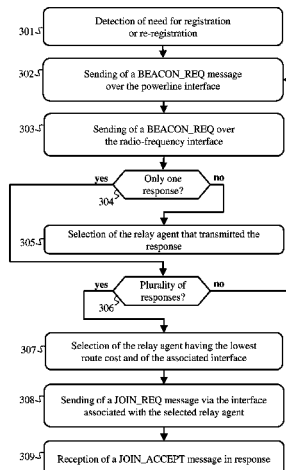 301
Detection of need for registration
or re-registration
302
Sending of a BEACON_REQ message
over the powerline interface
303
Sending of a BEACON_REQ over
the radio-frequency interface
yes
Only one
response?
no
304
305
Selection of the relay agent that transmitted the
response
yes
Plurality of
responses?
no
306
307
Selection of the relay agent having the lowest
route cost and of the associated interface
308
Sending of a JOIN_REQ message via the interface
associated with the selected relay agent
309
Reception of a JOIN_ACCEPT message in response